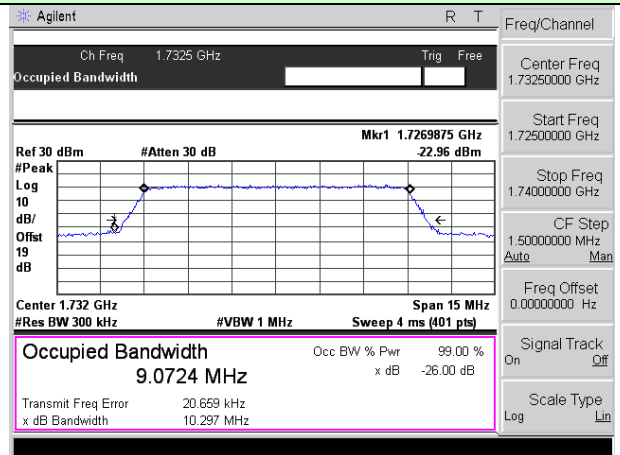 Agilent R T
Ch Freq 1.7325 GHz Trig Free
Occupied Bandwidth
Mkr1 1.7269875 GHz
Ref 30 dBm #Atten 30 dB -22.96 dBm
#Peak
Log
10
dB/
Offst
19
dB
Center 1.732 GHz Span 15 MHz
#Res BW 300 kHz #VBW 1 MHz Sweep 4 ms (401 pts)
Occupied Bandwidth Occ BW % Pwr 99.00 %
9.0724 MHz x dB -26.00 dB
Transmit Freq Error 20.659 kHz
x dB Bandwidth 10.297 MHz
Freq/Channel
Center Freq
1.73250000 GHz
Start Freq
1.72500000 GHz
Stop Freq
1.74000000 GHz
CF Step
1.50000000 MHz
Auto Man
Freq Offset
0.00000000 Hz
Signal Track
On Off
Scale Type
Log Lin